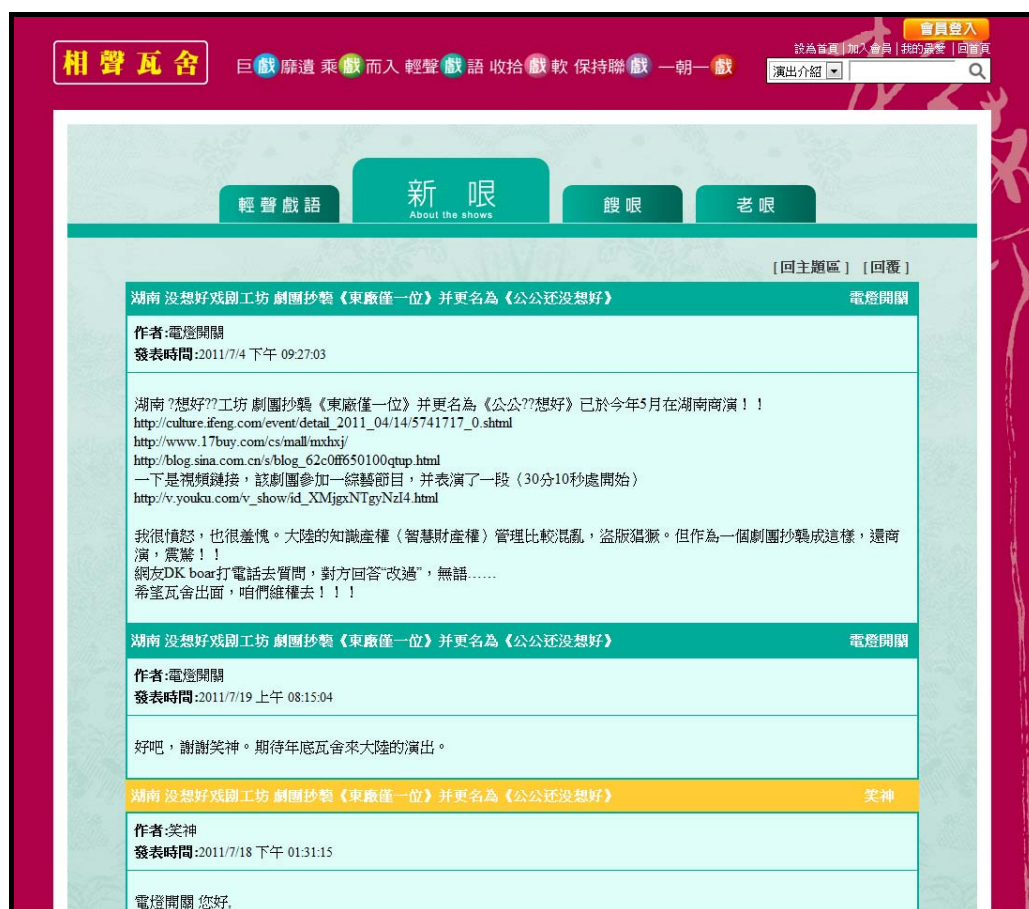 會員登入
設為首頁 | 加入會員 | 我的最愛 | 回首頁
相聲瓦舍
巨戲靡遺 乘戲而入 輕聲戲語 收拾戲軟 保持聯戲 一朝一戲
演出介紹
輕聲戲語
新哏
About the shows
餿哏
老哏
[回主題區] [回覆]
湖南 没想好戏剧工坊 劇團抄襲《東廠僅一位》并更名為《公公还没想好》 電燈開關
作者:電燈開關
發表時間:2011/7/4 下午 09:27:03
湖南 ?想好??工坊 劇團抄襲《東廠僅一位》并更名為《公公??想好》已於今年5月在湖南商演！！
http://culture.ifeng.com/event/detail_2011_04/14/5741717_0.shtml
http://www.17buy.com/cs/mall/mxhxj/
http://blog.sina.com.cn/s/blog_62c0ff650100qtup.html
一下是視頻鏈接，該劇團參加一綜藝節目，并表演了一段（30分10秒處開始）
http://v.youku.com/v_show/id_XMjgxNTgyNzI4.html
我很憤怒，也很羞愧。大陸的知識產權（智慧財產權）管理比較混亂，盜版猖獗。但作為一個劇團抄襲成這樣，還商
演，震驚！！
網友DK boar打電話去質問，對方回答“改過”，無語……
希望瓦舍出面，咱們維權去！！！
湖南 没想好戏剧工坊 劇團抄襲《東廠僅一位》并更名為《公公还没想好》 電燈開關
作者:電燈開關
發表時間:2011/7/19 上午 08:15:04
好吧，謝謝笑神。期待年底瓦舍來大陸的演出。
湖南 没想好戏剧工坊 劇團抄襲《東廠僅一位》并更名為《公公还没想好》 笑神
作者:笑神
發表時間:2011/7/18 下午 01:31:15
電燈開關 您好,